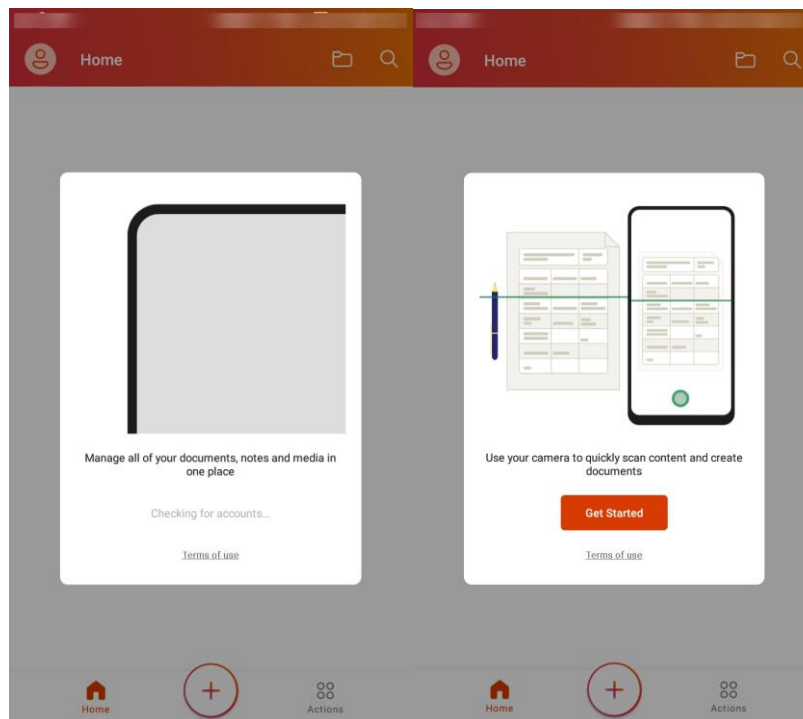 Home
Manage all of your documents, notes and media in
one place
Checking for accounts...
Terms of use
Home
Actions
Home
Use your camera to quickly scan content and create
documents
Get Started
Terms of use
Home
Actions